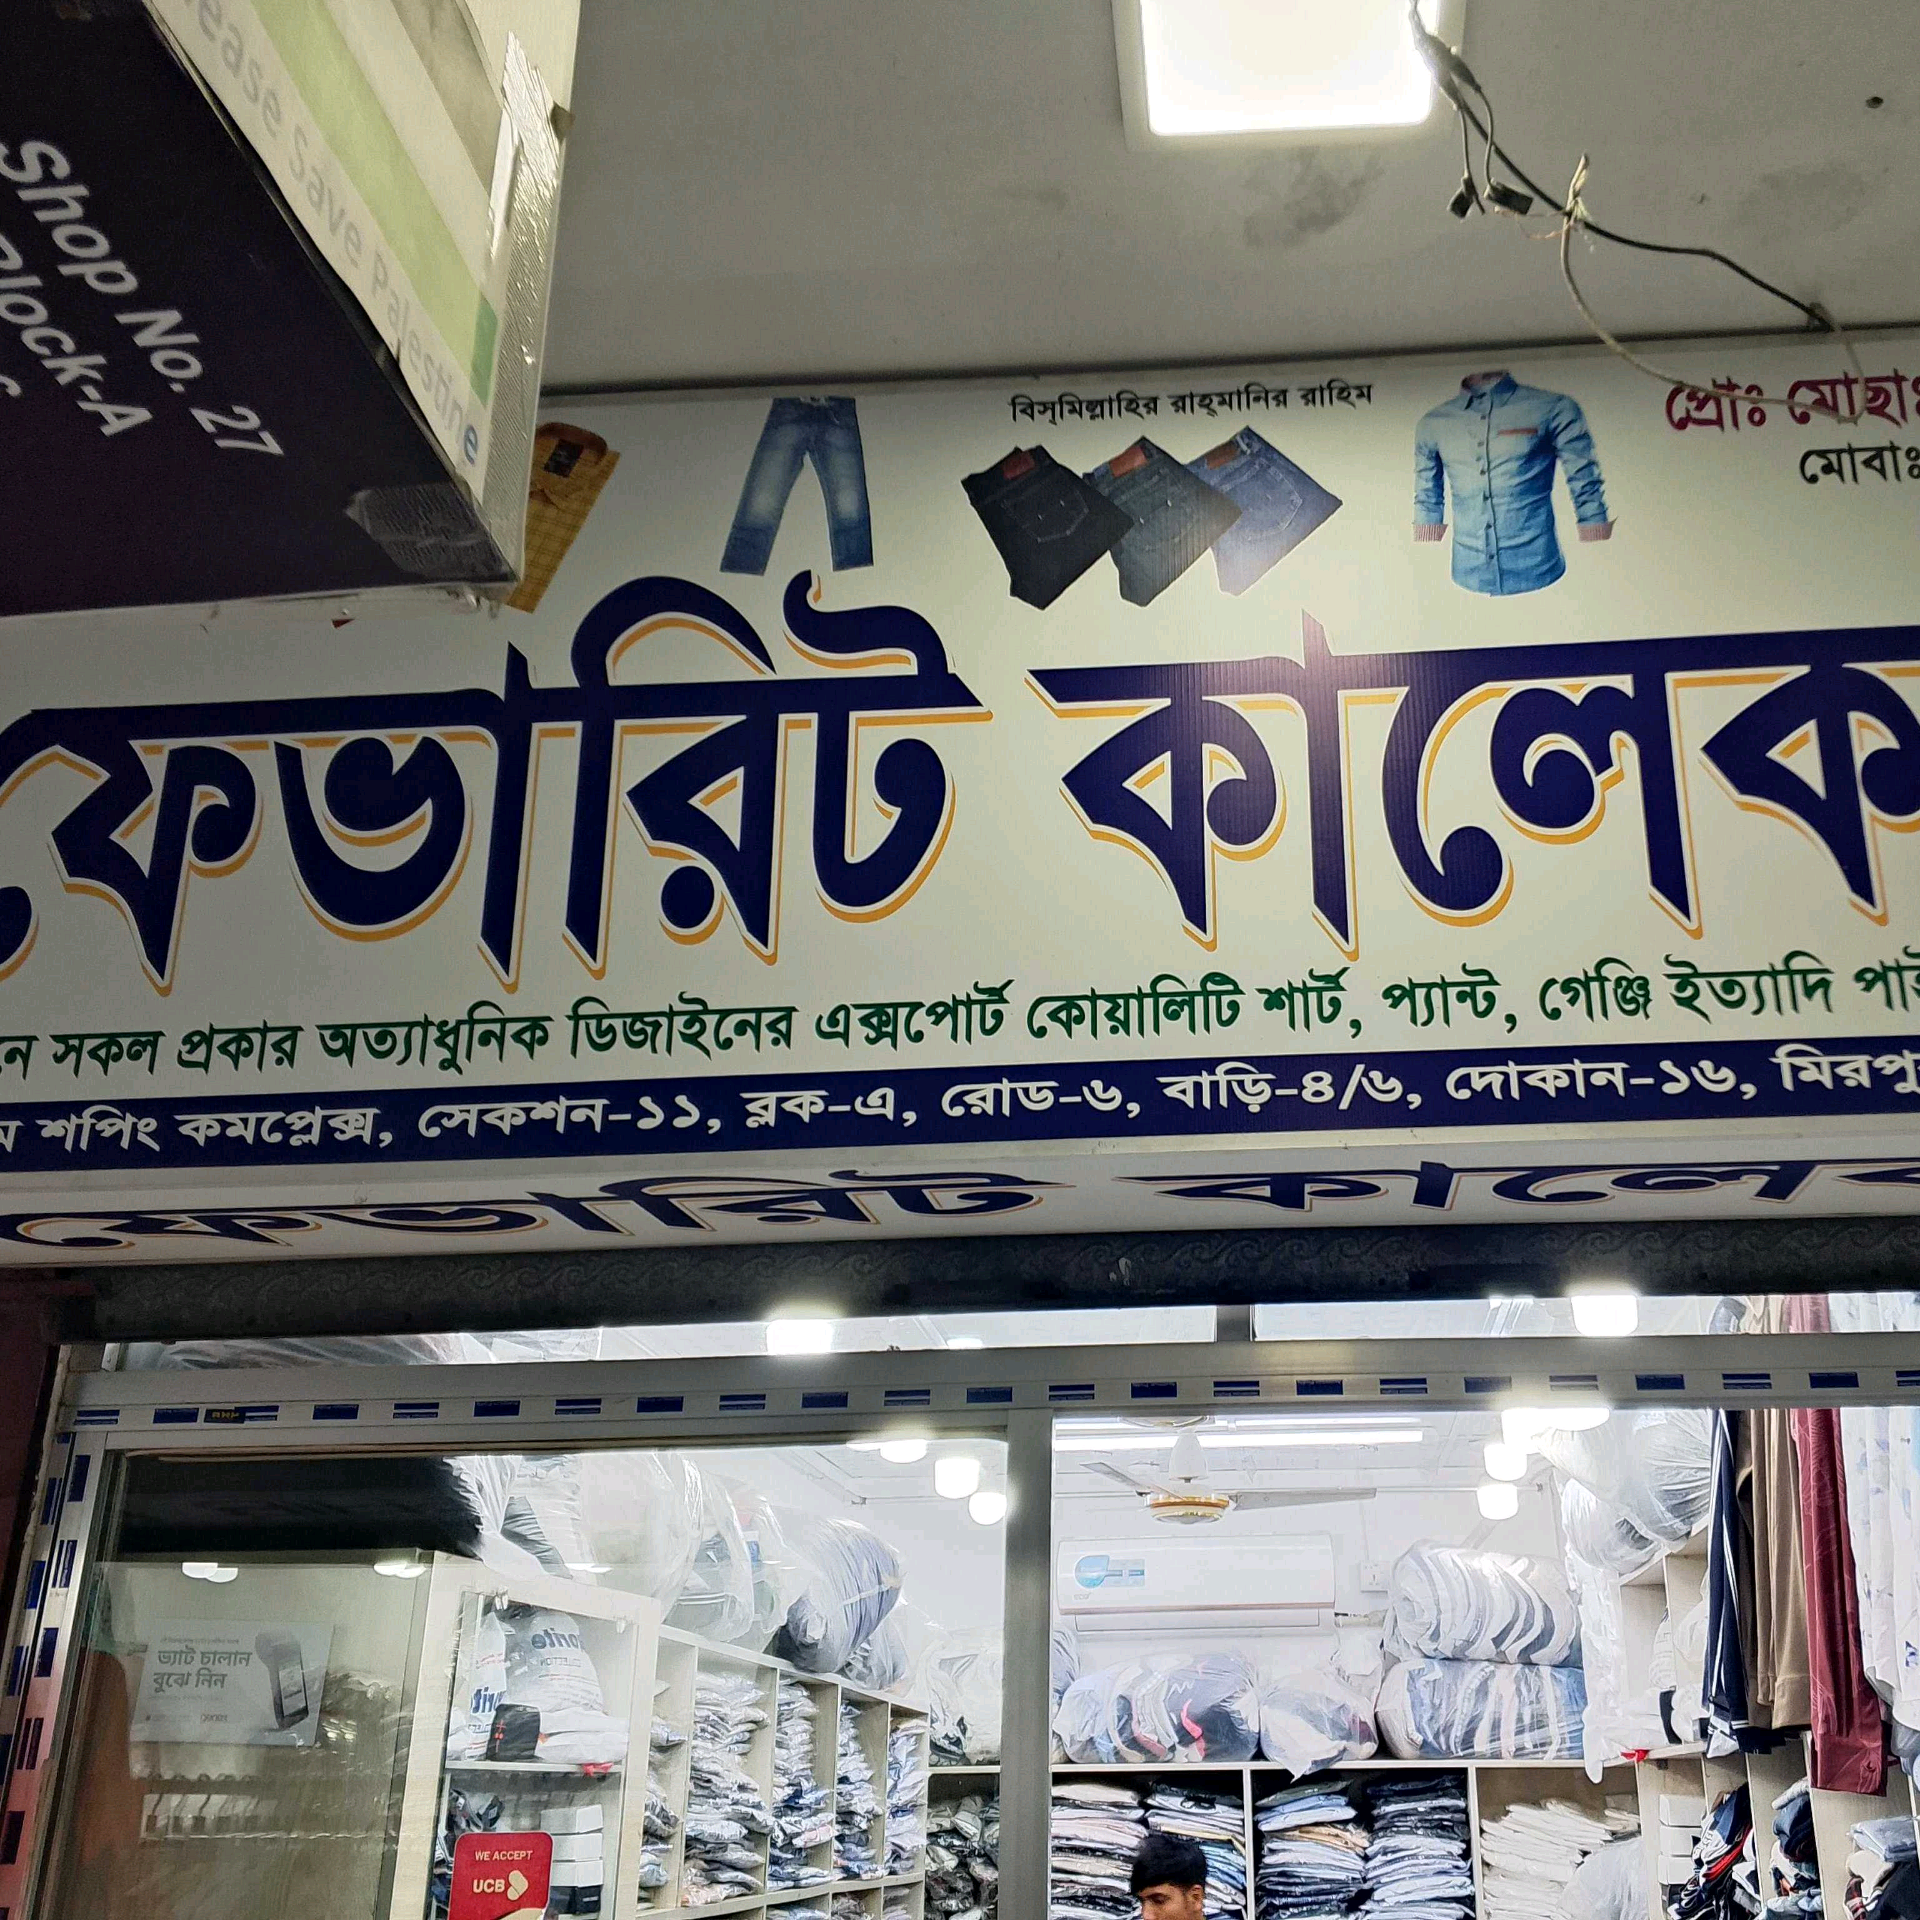 Please Save Palestine
Shop No. 27
Block-A
বিস্‌মিল্লাহির রাহ্‌মানির রাহিম
প্রোঃ মোছাঃ
মোবাঃ
ফেভারিট কালেক
সকল প্রকার অত্যাধুনিক ডিজাইনের এক্সপোর্ট কোয়ালিটি শার্ট, প্যান্ট, গেঞ্জি ইত্যাদি
শপিং কমপ্লেক্স, সেকশন-১১, ব্লক-এ, রোড-৬, বাড়ি-৪/৬, দোকান-১৬, মিরপু
ফেভারিট কালেক
ভ্যাট চালান
বুঝে নিন
WE ACCEPT
UCB